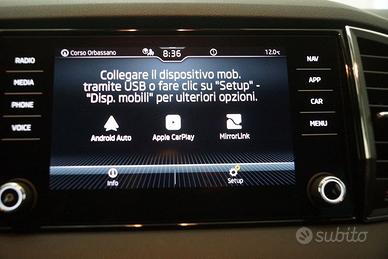 Corso Orbassano
8:36
12.0°C
RADIO
MEDIA
PHONE
VOICE
Collegare il dispositivo mob.
tramite USB o fare clic su "Setup" -
"Disp. mobili" per ulteriori opzioni.
Android Auto
Apple CarPlay
MirrorLink
Info
Setup
NAV
APP
CAR
MENU
subito